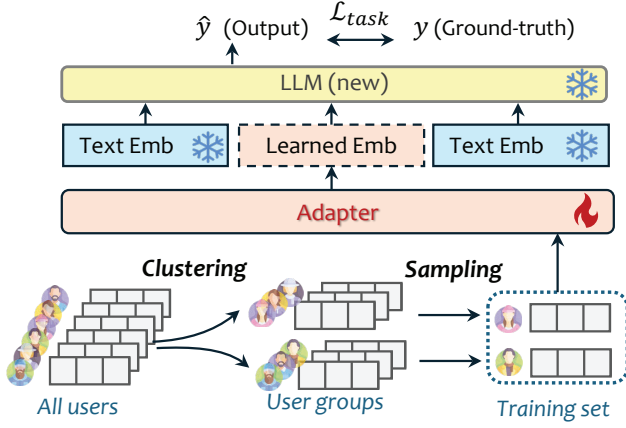 ŷ (Output) ℒ_task y (Ground-truth)
LLM (new)
Text Emb Learned Emb Text Emb
Adapter
Clustering Sampling
All users User groups Training set